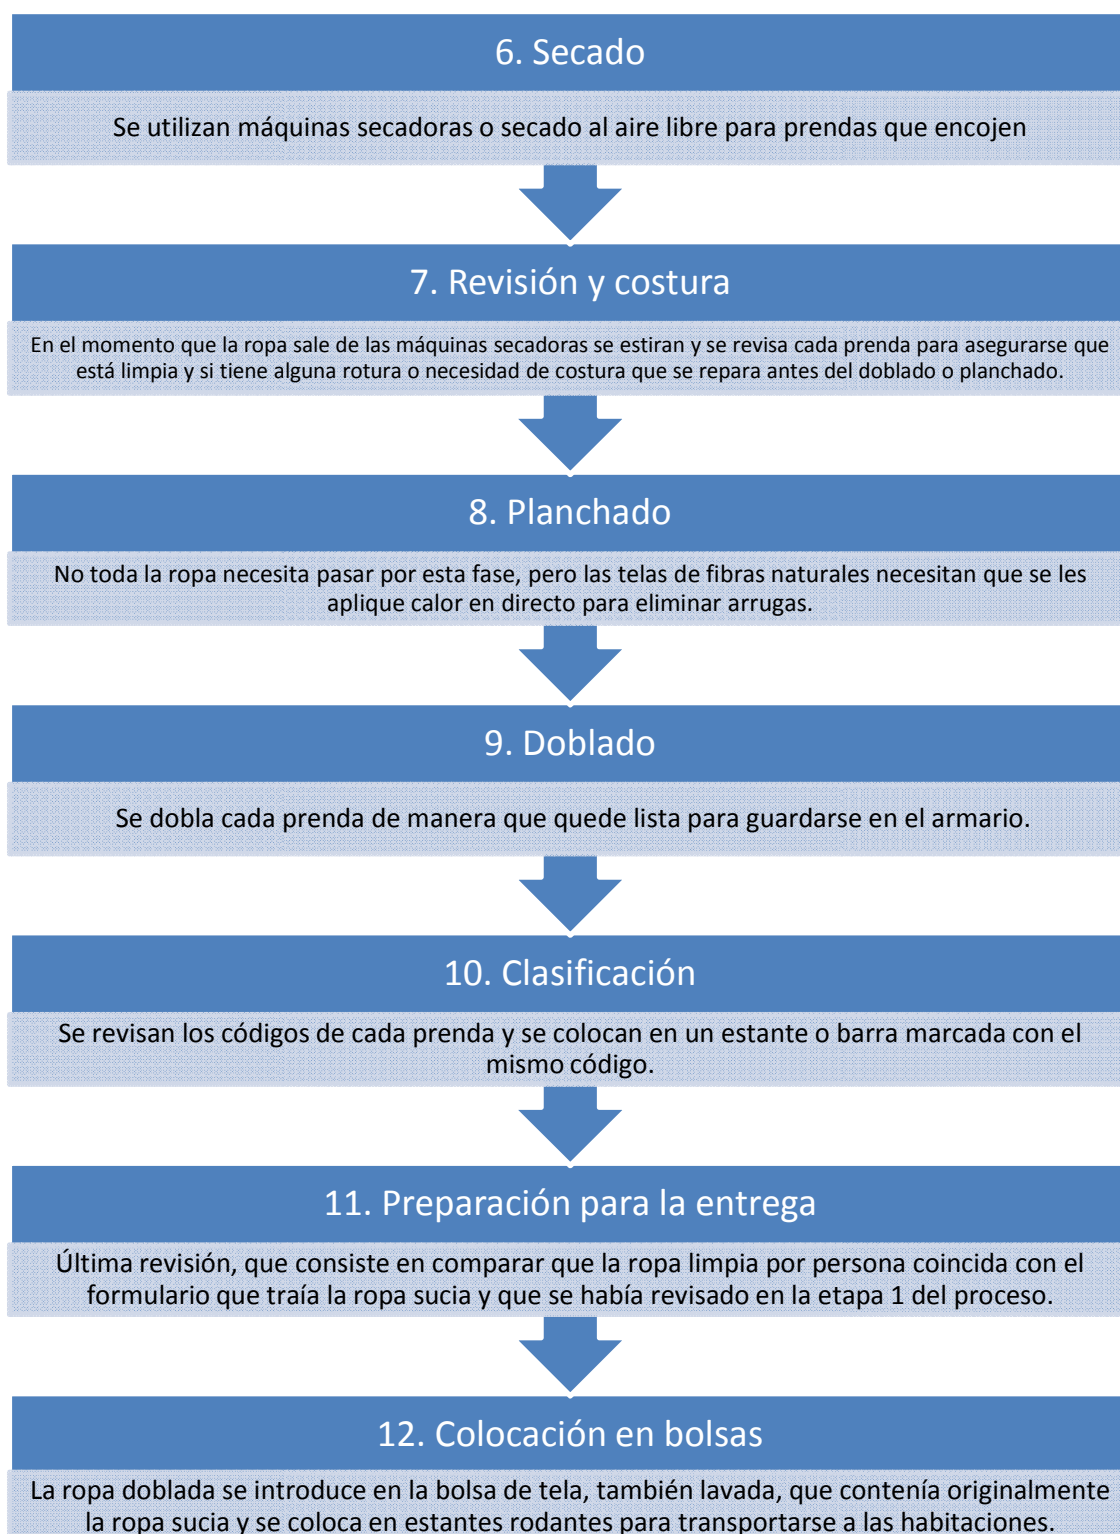 6. Secado
Se utilizan máquinas secadoras o secado al aire libre para prendas que encojen
7. Revisión y costura
En el momento que la ropa sale de las máquinas secadoras se estiran y se revisa cada prenda para asegurarse que
está limpia y si tiene alguna rotura o necesidad de costura que se repara antes del doblado o planchado.
8. Planchado
No toda la ropa necesita pasar por esta fase, pero las telas de fibras naturales necesitan que se les
aplique calor en directo para eliminar arrugas.
9. Doblado
Se dobla cada prenda de manera que quede lista para guardarse en el armario.
10. Clasificación
Se revisan los códigos de cada prenda y se colocan en un estante o barra marcada con el
mismo código.
11. Preparación para la entrega
Última revisión, que consiste en comparar que la ropa limpia por persona coincida con el
formulario que traía la ropa sucia y que se había revisado en la etapa 1 del proceso.
12. Colocación en bolsas
La ropa doblada se introduce en la bolsa de tela, también lavada, que contenía originalmente
la ropa sucia y se coloca en estantes rodantes para transportarse a las habitaciones.